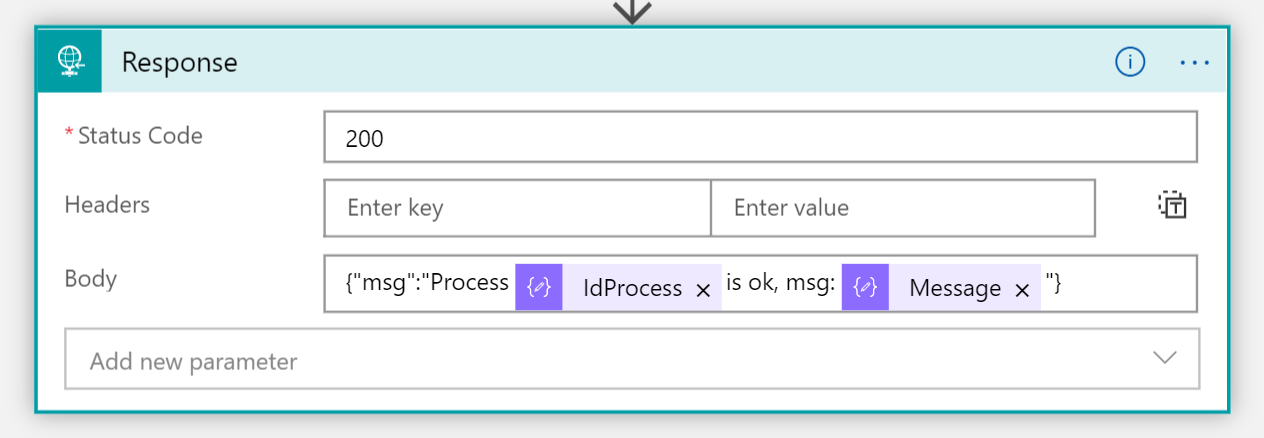 Response
* Status Code 200
Headers Enter key Enter value
Body {"msg":"Process IdProcess × is ok, msg: Message × "}
Add new parameter